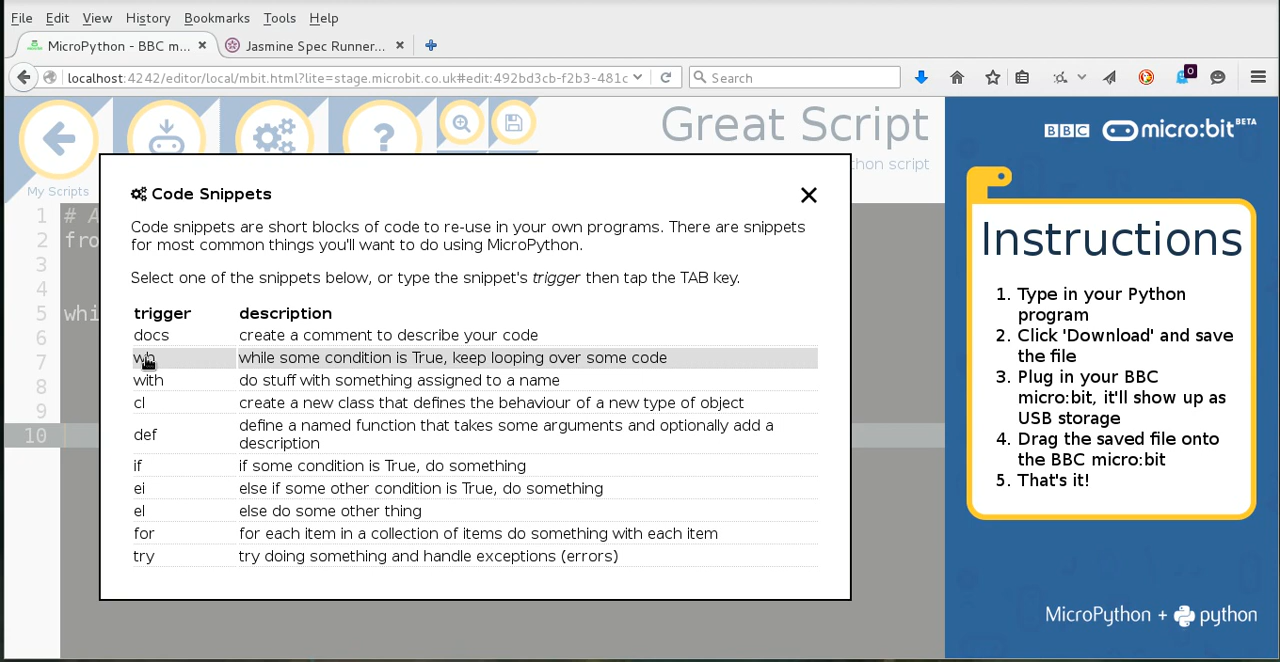 File Edit View History Bookmarks Tools Help
MicroPython - BBC m... Jasmine Spec Runner...
localhost:4242/editor/local/mbit.html?lite=stage.microbit.co.uk#edit:492bd3cb-f2b3-481c
Search
0
?
Great Script
hon script
My Scripts
1 # A
2 fro
3
4
5 whi
6
7
8
9
10
Code Snippets
Code snippets are short blocks of code to re-use in your own programs. There are snippets
for most common things you'll want to do using MicroPython.
Select one of the snippets below, or type the snippet's trigger then tap the TAB key.
trigger description
docs create a comment to describe your code
wh while some condition is True, keep looping over some code
with do stuff with something assigned to a name
cl create a new class that defines the behaviour of a new type of object
def define a named function that takes some arguments and optionally add a
description
if if some condition is True, do something
ei else if some other condition is True, do something
el else do some other thing
for for each item in a collection of items do something with each item
try try doing something and handle exceptions (errors)
BBC micro:bit BETA
Instructions
1. Type in your Python
program
2. Click 'Download' and save
the file
3. Plug in your BBC
micro:bit, it'll show up as
USB storage
4. Drag the saved file onto
the BBC micro:bit
5. That's it!
MicroPython + python